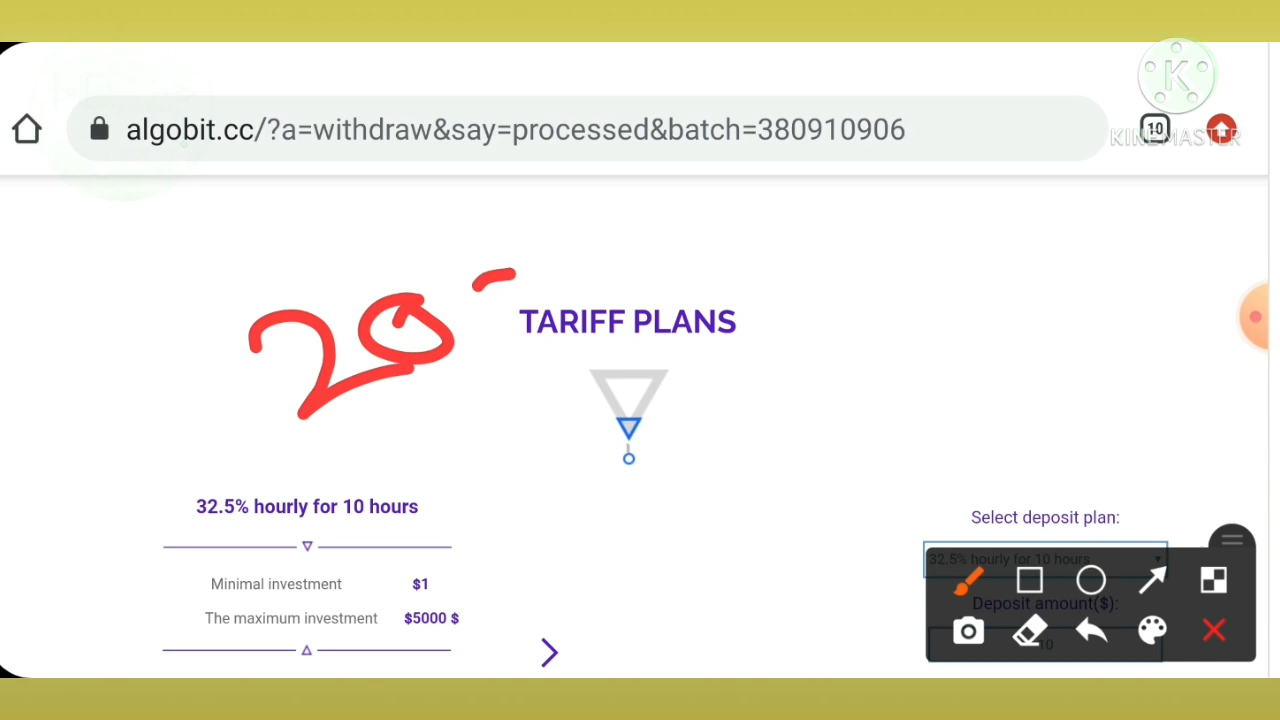 algobit.cc/?a=withdraw&say=processed&batch=380910906
10
K
KINEMASTER
20
TARIFF PLANS
32.5% hourly for 10 hours
Minimal investment $1
The maximum investment $5000 $
Select deposit plan:
32.5% hourly for 10 hours
Deposit amount($):
10